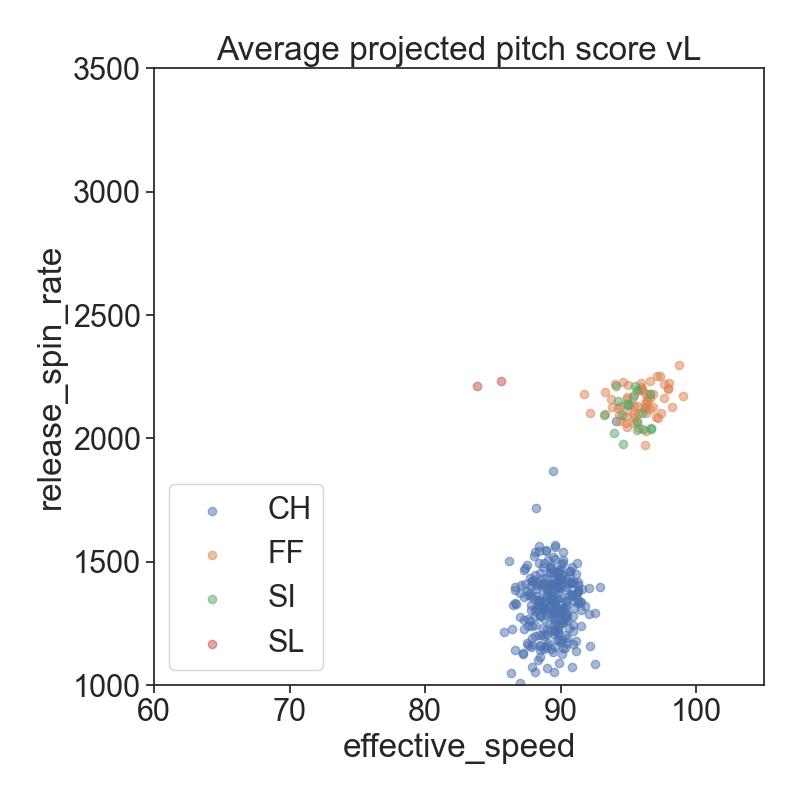 Average projected pitch score vL
3500
3000
2500
2000
1500
1000
release_spin_rate
CH
FF
SI
SL
60 70 80 90 100
effective_speed